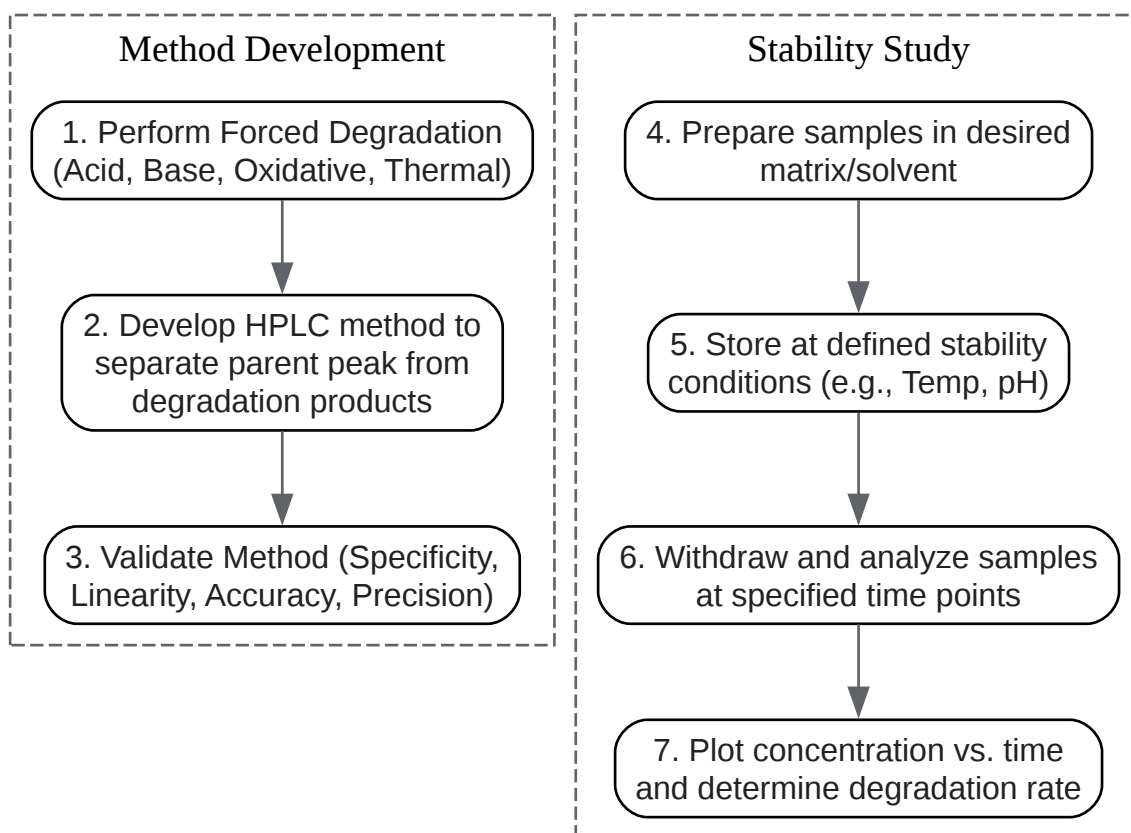 Method Development
1. Perform Forced Degradation
(Acid, Base, Oxidative, Thermal)
2. Develop HPLC method to
separate parent peak from
degradation products
3. Validate Method (Specificity,
Linearity, Accuracy, Precision)
Stability Study
4. Prepare samples in desired
matrix/solvent
5. Store at defined stability
conditions (e.g., Temp, pH)
6. Withdraw and analyze samples
at specified time points
7. Plot concentration vs. time
and determine degradation rate